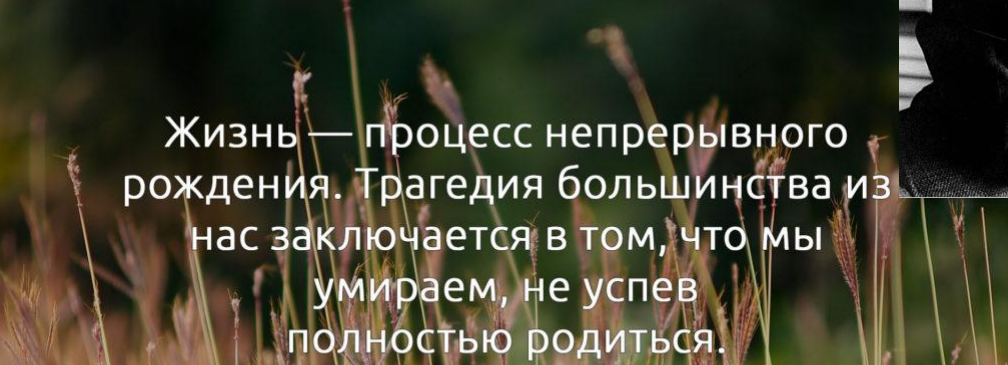 Жизнь — процесс непрерывного
рождения. Трагедия большинства из
нас заключается в том, что мы
умираем, не успев
полностью родиться.